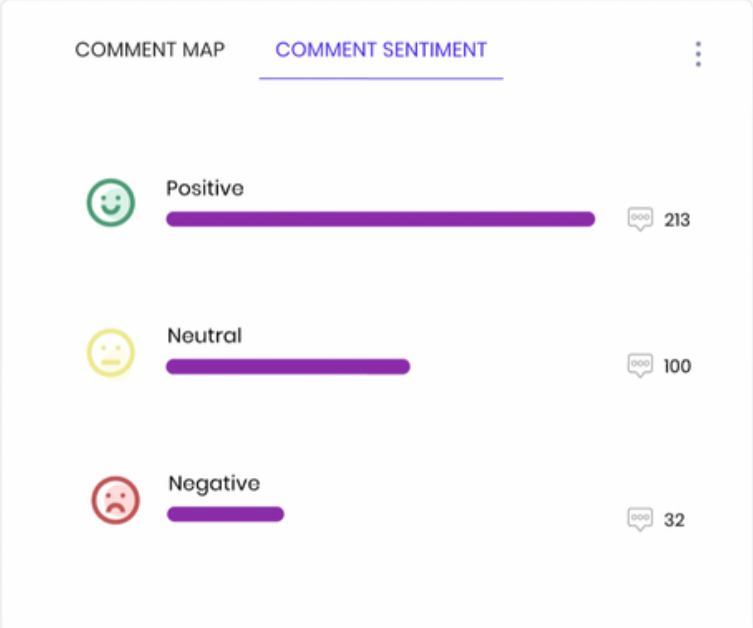 COMMENT MAP COMMENT SENTIMENT
Positive
213
Neutral
100
Negative
32